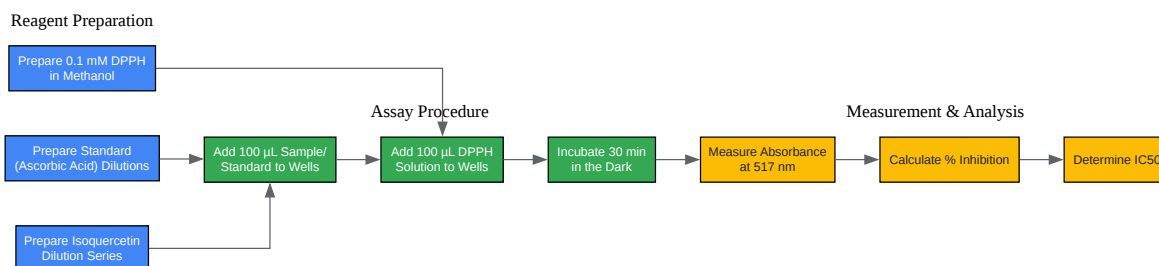 Reagent Preparation
Prepare 0.1 mM DPPH
in Methanol
Assay Procedure
Measurement & Analysis
Prepare Standard
(Ascorbic Acid) Dilutions
Add 100 µL Sample/
Standard to Wells
Add 100 µL DPPH
Solution to Wells
Incubate 30 min
in the Dark
Measure Absorbance
at 517 nm
Calculate % Inhibition
Determine IC50
Prepare Isoquercetin
Dilution Series